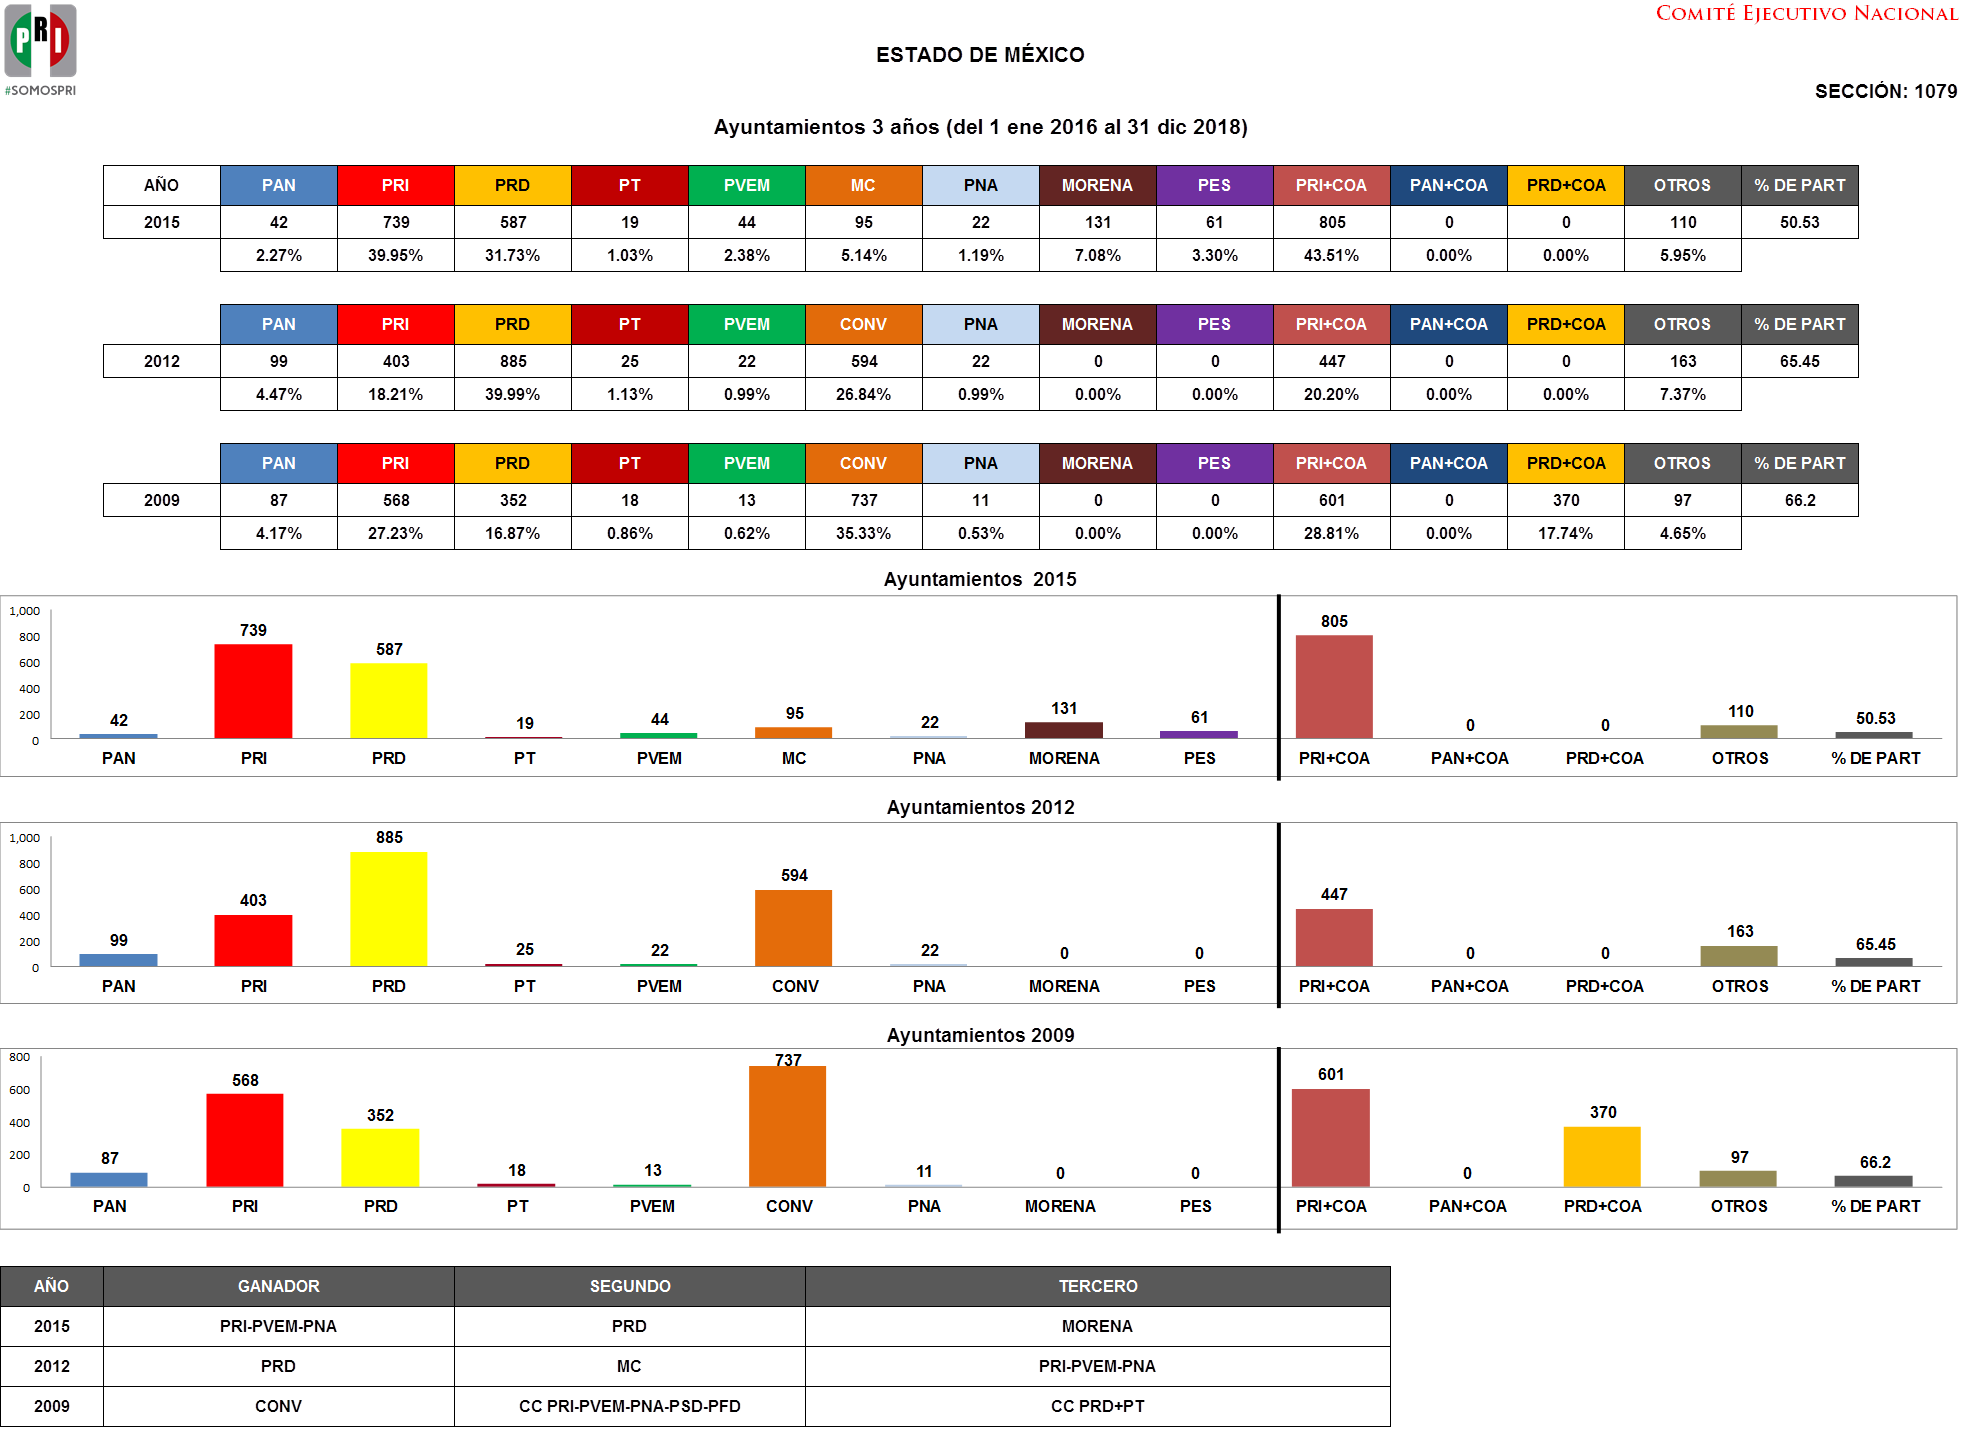 PRI
#SOMOSPRI
COMITÉ EJECUTIVO NACIONAL
ESTADO DE MÉXICO
SECCIÓN: 1079
Ayuntamientos 3 años (del 1 ene 2016 al 31 dic 2018)
AÑO PAN PRI PRD PT PVEM MC PNA MORENA PES PRI+COA PAN+COA PRD+COA OTROS % DE PART
2015 42 739 587 19 44 95 22 131 61 805 0 0 110 50.53
2.27% 39.95% 31.73% 1.03% 2.38% 5.14% 1.19% 7.08% 3.30% 43.51% 0.00% 0.00% 5.95%
PAN PRI PRD PT PVEM CONV PNA MORENA PES PRI+COA PAN+COA PRD+COA OTROS % DE PART
2012 99 403 885 25 22 594 22 0 0 447 0 0 163 65.45
4.47% 18.21% 39.99% 1.13% 0.99% 26.84% 0.99% 0.00% 0.00% 20.20% 0.00% 0.00% 7.37%
PAN PRI PRD PT PVEM CONV PNA MORENA PES PRI+COA PAN+COA PRD+COA OTROS % DE PART
2009 87 568 352 18 13 737 11 0 0 601 0 370 97 66.2
4.17% 27.23% 16.87% 0.86% 0.62% 35.33% 0.53% 0.00% 0.00% 28.81% 0.00% 17.74% 4.65%
Ayuntamientos 2015
1,000
800
600
400
200
0
42 739 587 19 44 95 22 131 61 805 0 0 110 50.53
PAN PRI PRD PT PVEM MC PNA MORENA PES PRI+COA PAN+COA PRD+COA OTROS % DE PART
Ayuntamientos 2012
1,000
800
600
400
200
0
99 403 885 25 22 594 22 0 0 447 0 0 163 65.45
PAN PRI PRD PT PVEM CONV PNA MORENA PES PRI+COA PAN+COA PRD+COA OTROS % DE PART
Ayuntamientos 2009
800
600
400
200
0
87 568 352 18 13 737 11 0 0 601 0 370 97 66.2
PAN PRI PRD PT PVEM CONV PNA MORENA PES PRI+COA PAN+COA PRD+COA OTROS % DE PART
AÑO GANADOR SEGUNDO TERCERO
2015 PRI-PVEM-PNA PRD MORENA
2012 PRD MC PRI-PVEM-PNA
2009 CONV CC PRI-PVEM-PNA-PSD-PFD CC PRD+PT